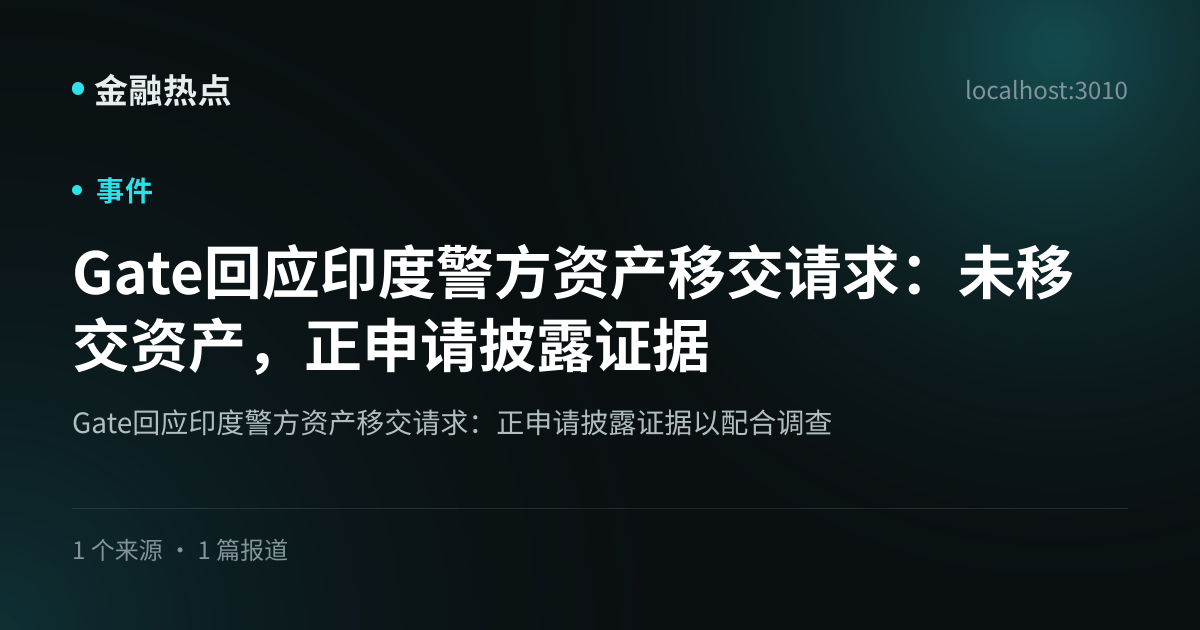 金融热点
localhost:3010
事件
Gate回应印度警方资产移交请求：未移
交资产，正申请披露证据
Gate回应印度警方资产移交请求：正申请披露证据以配合调查
1 个来源 · 1 篇报道